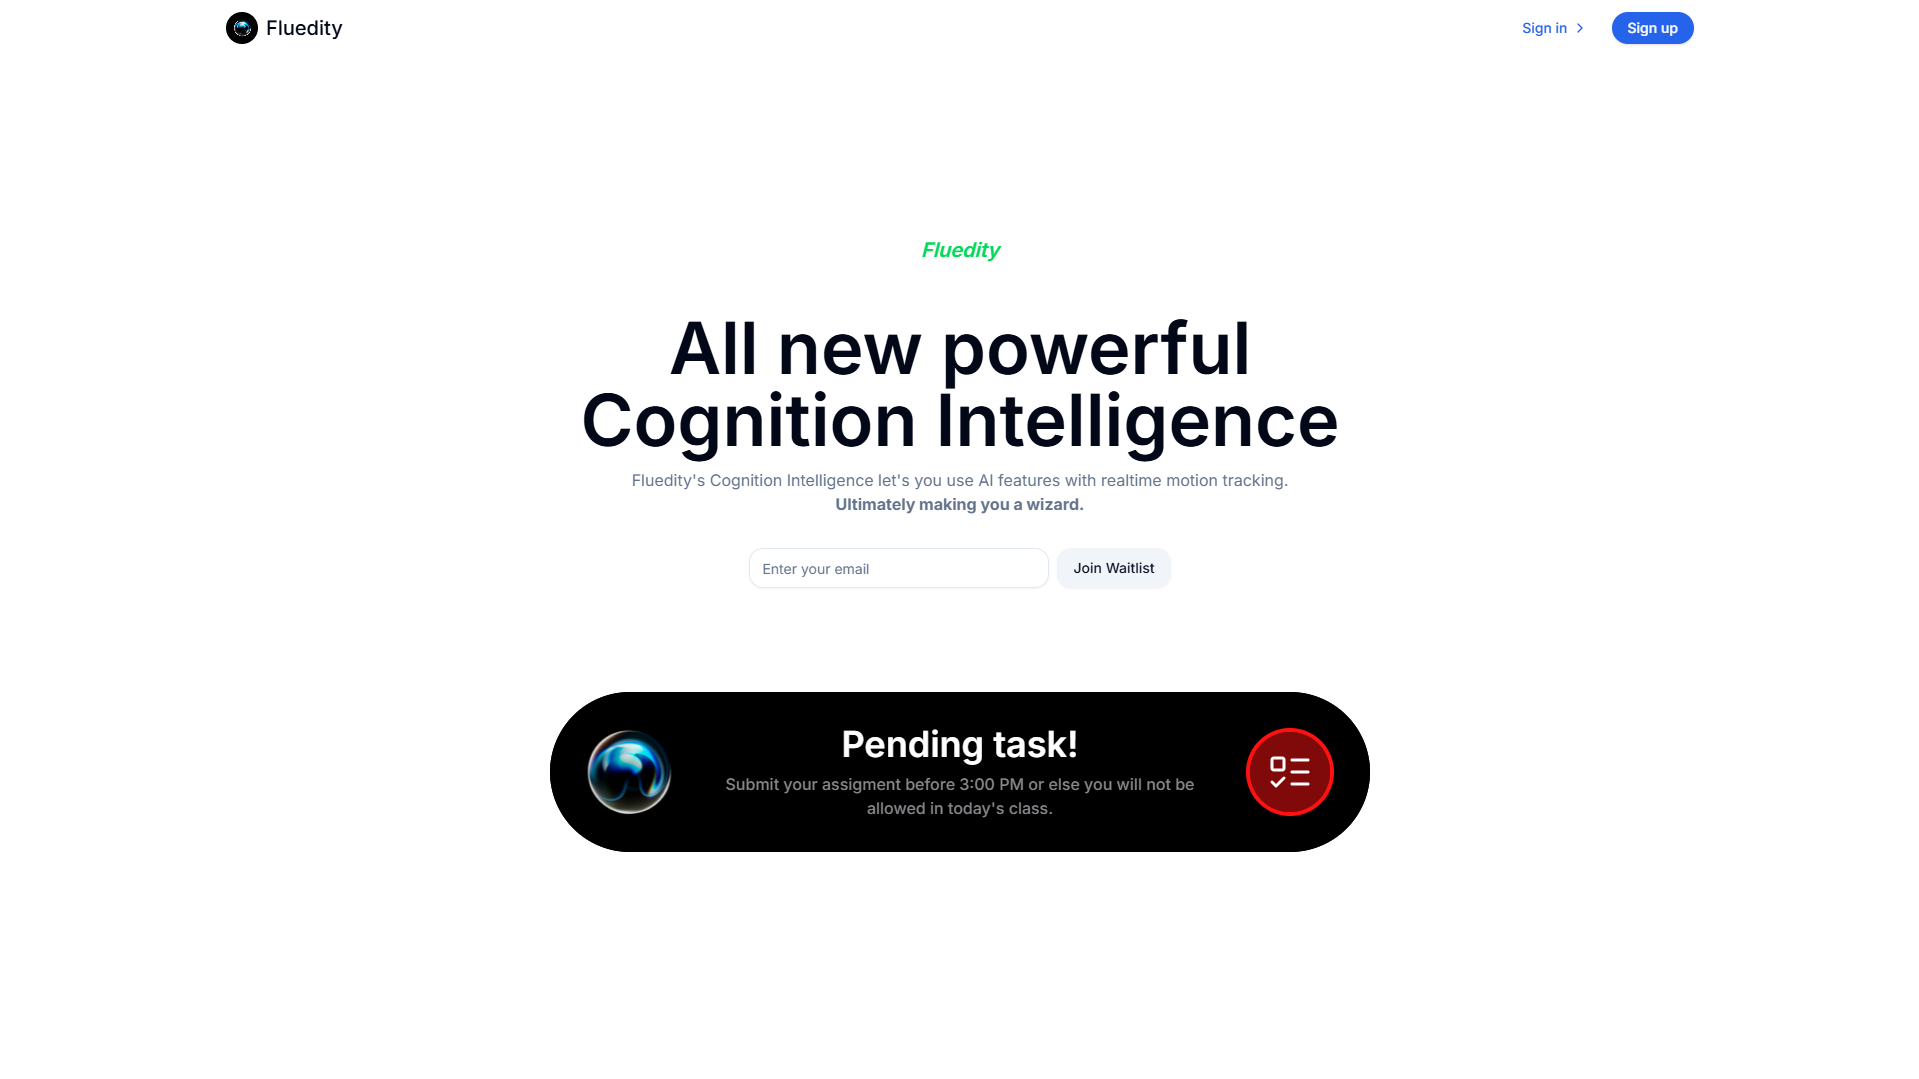 Fluedity
Sign in
Sign up
Fluedity
All new powerful
Cognition Intelligence
Fluedity's Cognition Intelligence let's you use AI features with realtime motion tracking.
Ultimately making you a wizard.
Enter your email
Join Waitlist
Pending task!
Submit your assigment before 3:00 PM or else you will not be
allowed in today's class.